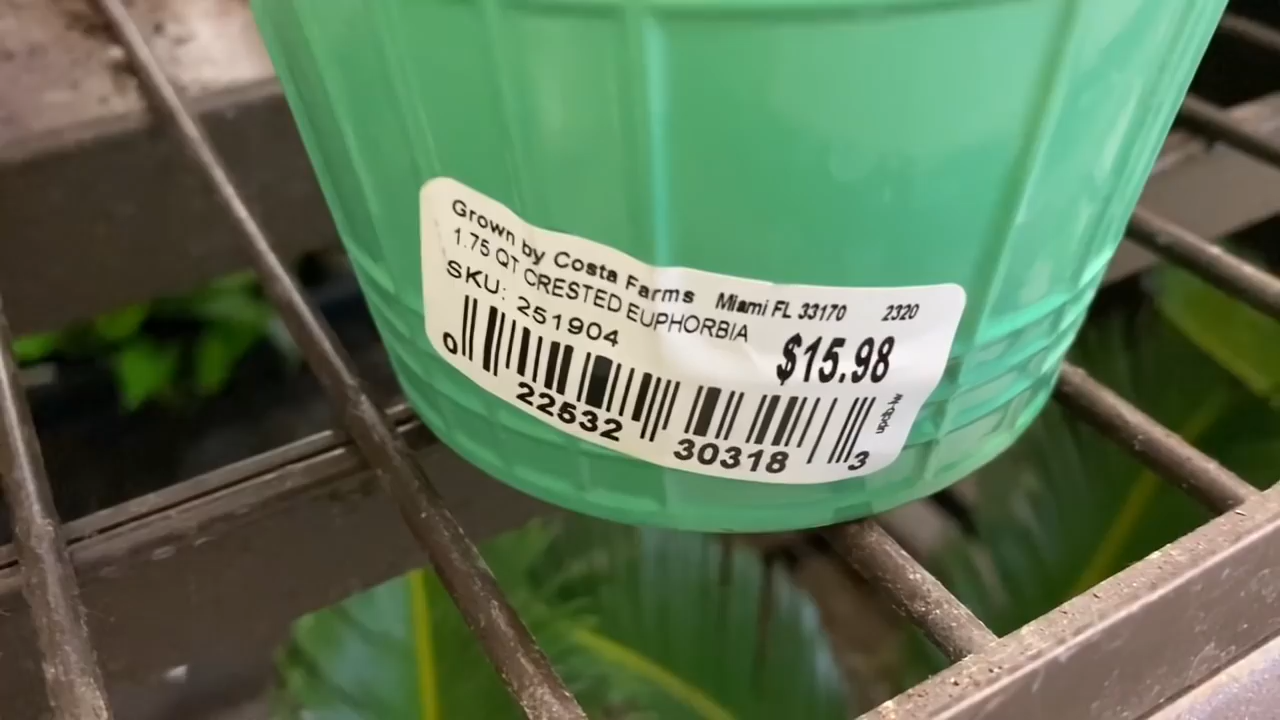 Grown by Costa Farms Miami FL 33170 2320
1.75 QT CRESTED EUPHORBIA
SKU: 251904
$15.98
0 22532 30318 3